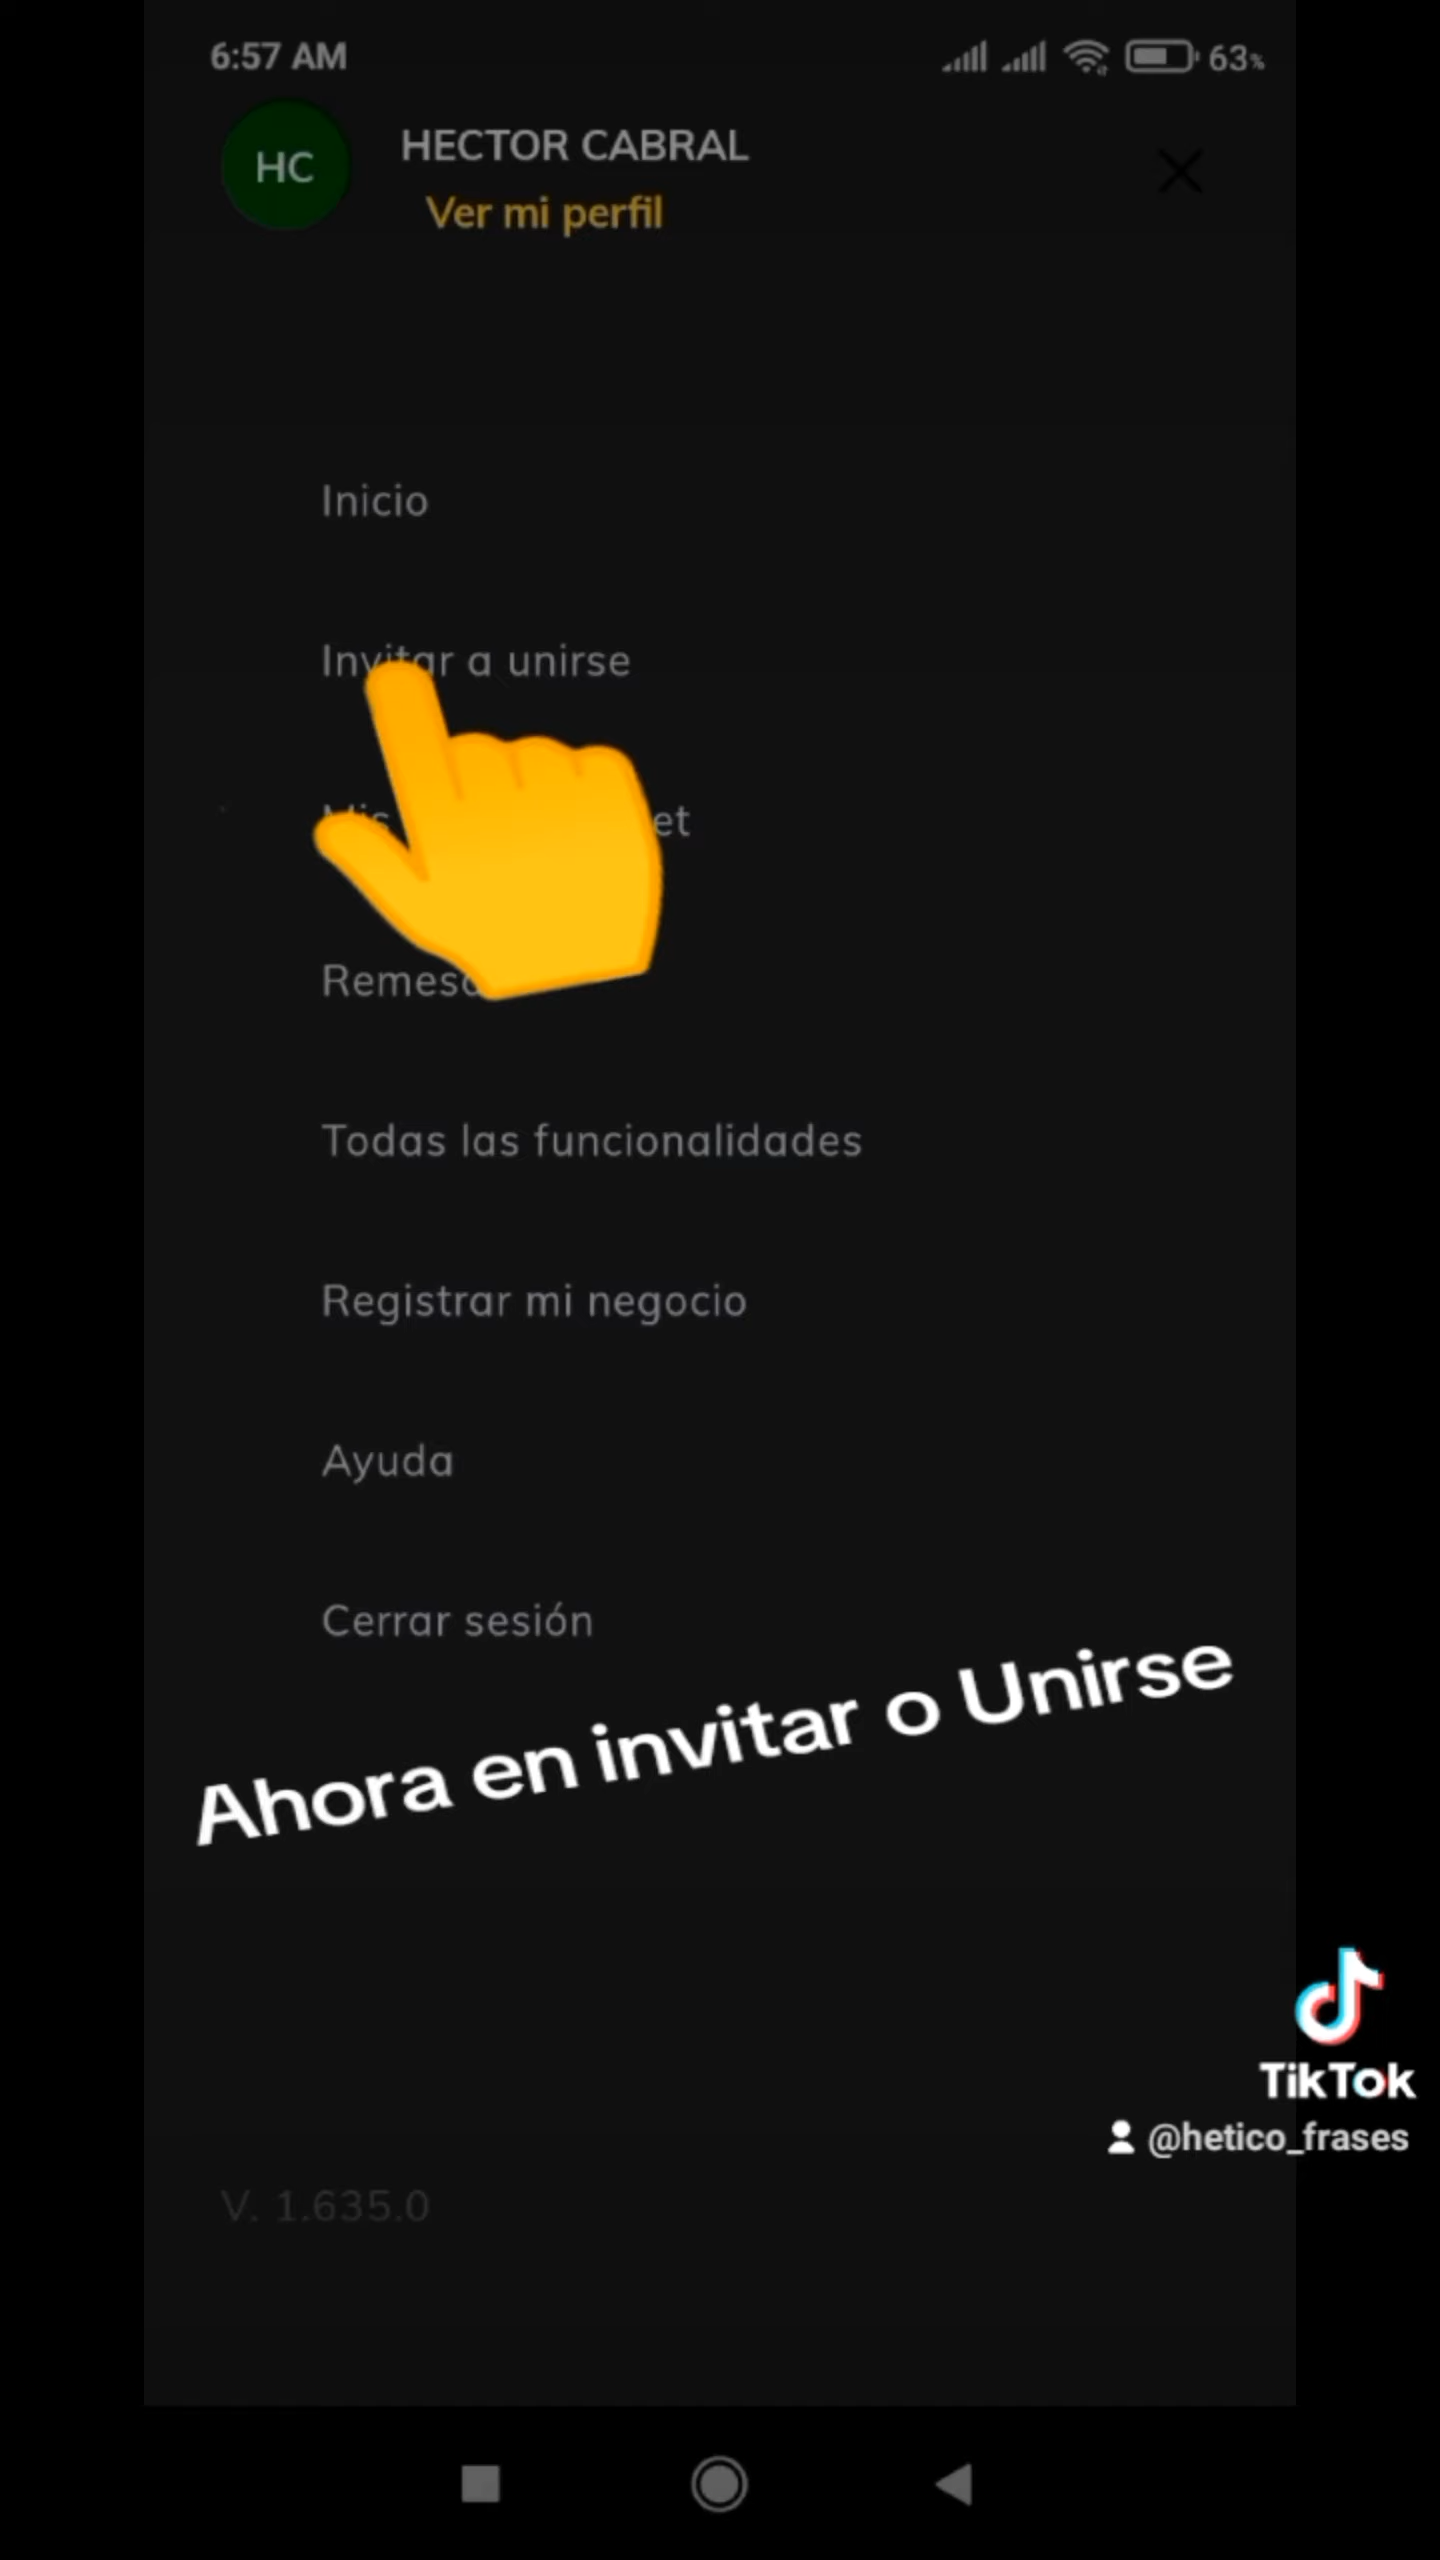 6:57 AM
63%
HC
HECTOR CABRAL
Ver mi perfil
Inicio
Invitar a unirse
Mis
Todas las funcionalidades
Registrar mi negocio
Ayuda
Cerrar sesión
Ahora en invitar o Unirse
TikTok
@hetico_frases
V. 1.635.0